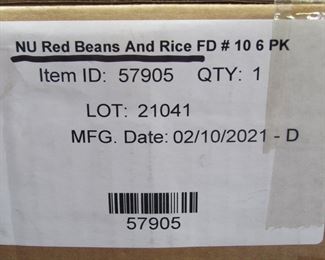 NU Red Beans And Rice FD # 10 6 PK
Item ID: 57905 QTY: 1
LOT: 21041
MFG. Date: 02/10/2021 - D
57905